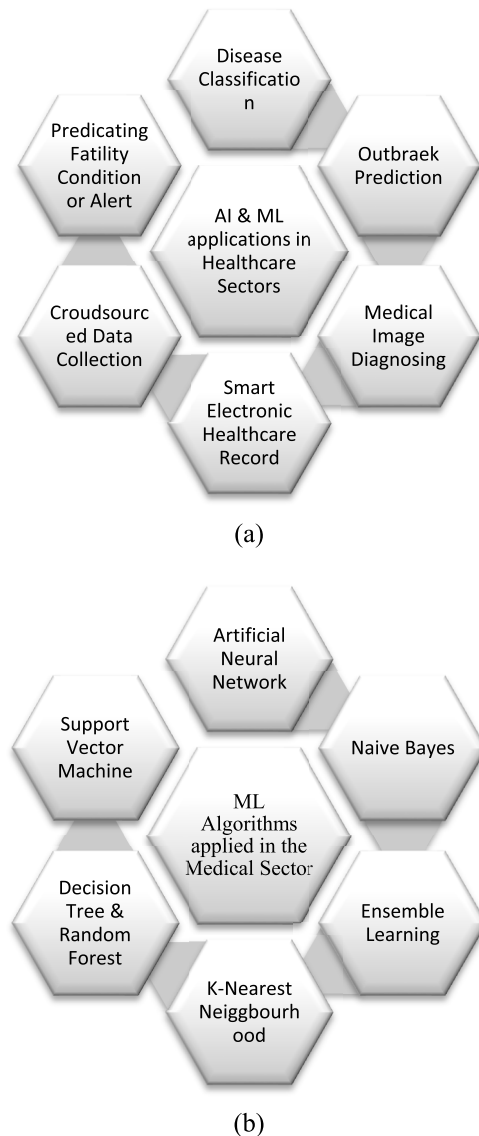 Disease
Classificatio
n
Predicating
Fatility
Condition
or Alert
Outbraek
Prediction
AI & ML
applications in
Healthcare
Sectors
Croudsourc
ed Data
Collection
Medical
Image
Diagnosing
Smart
Electronic
Healthcare
Record
(a)
Artificial
Neural
Network
Support
Vector
Machine
Naive Bayes
ML
Algorithms
applied in the
Medical Sector
Decision
Tree &
Random
Forest
Ensemble
Learning
K-Nearest
Neiggbourh
ood
(b)